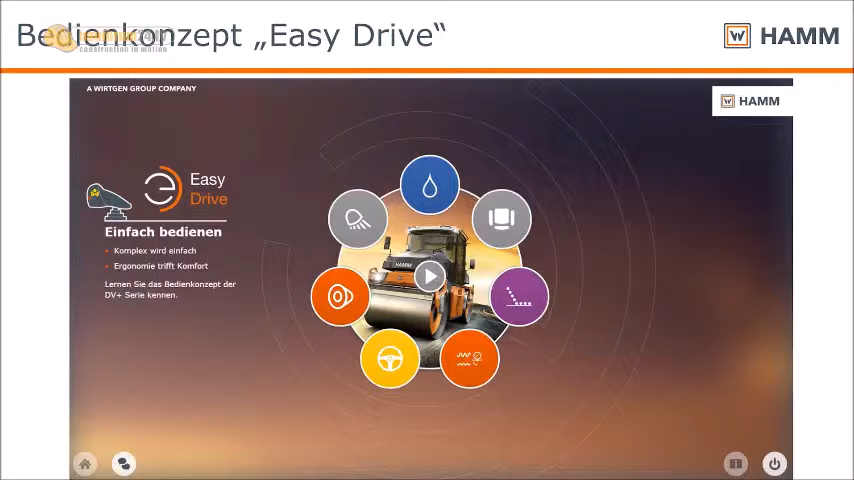 Bedienkonzept „Easy Drive“
HAMM
A WIRTGEN GROUP COMPANY
HAMM
Easy
Drive
Einfach bedienen
Komplex wird einfach
Ergonomie trifft Komfort
Lernen Sie das Bedienkonzept der
DV+ Serie kennen.
HAMM